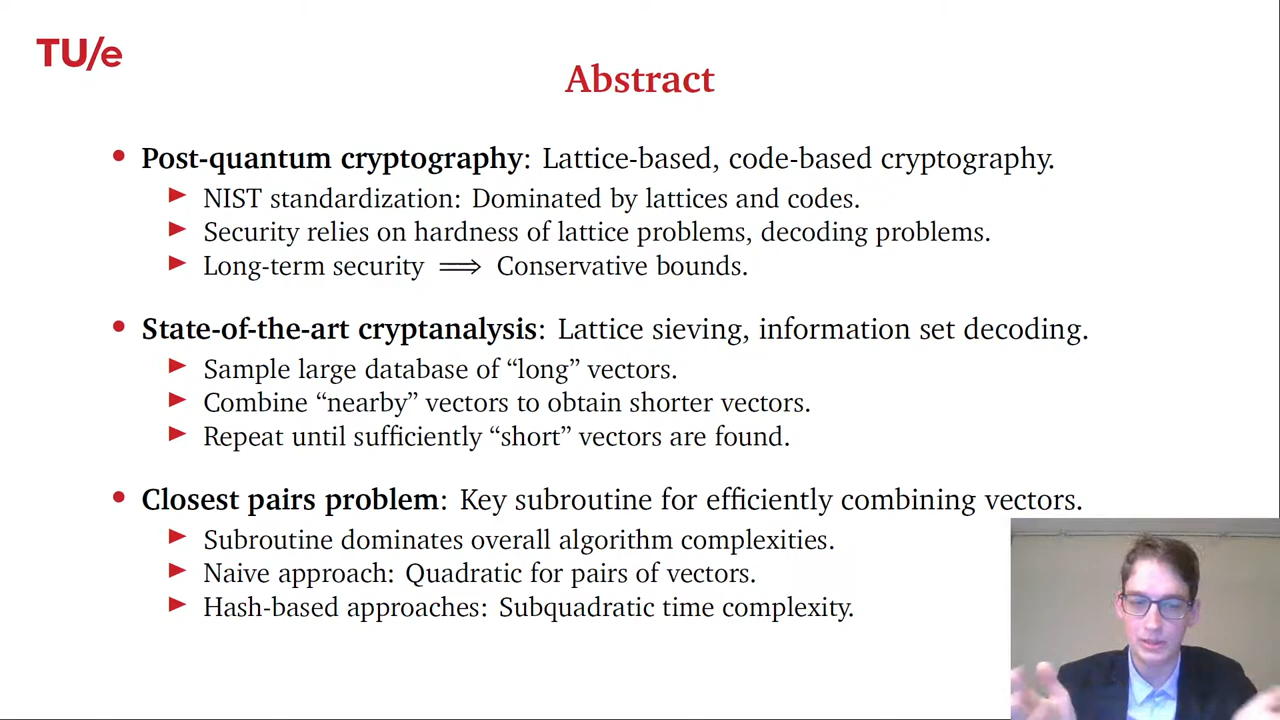 TU/e
Abstract
• Post-quantum cryptography: Lattice-based, code-based cryptography.
▶ NIST standardization: Dominated by lattices and codes.
▶ Security relies on hardness of lattice problems, decoding problems.
▶ Long-term security ⟹ Conservative bounds.
• State-of-the-art cryptanalysis: Lattice sieving, information set decoding.
▶ Sample large database of “long” vectors.
▶ Combine “nearby” vectors to obtain shorter vectors.
▶ Repeat until sufficiently “short” vectors are found.
• Closest pairs problem: Key subroutine for efficiently combining vectors.
▶ Subroutine dominates overall algorithm complexities.
▶ Naive approach: Quadratic for pairs of vectors.
▶ Hash-based approaches: Subquadratic time complexity.